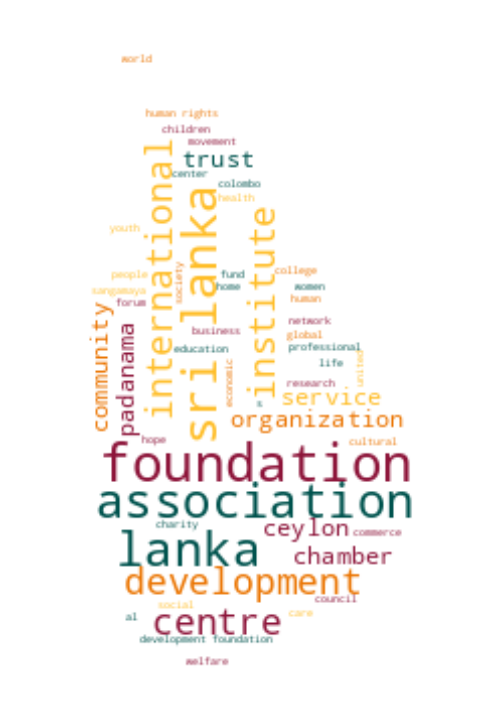 world
human rights
children
movement
trust
center
colombo
international
sri lanka
health
institute
youth
people
society
fund
college
sangamaya
home
women
forum
human
community
padanama
business
network
global
education
professional
economic
life
united
research
s
service
organization
hope
cultural
foundation
association
charity
ceylon
commerce
lanka
chamber
development
council
social
care
al
centre
development foundation
welfare